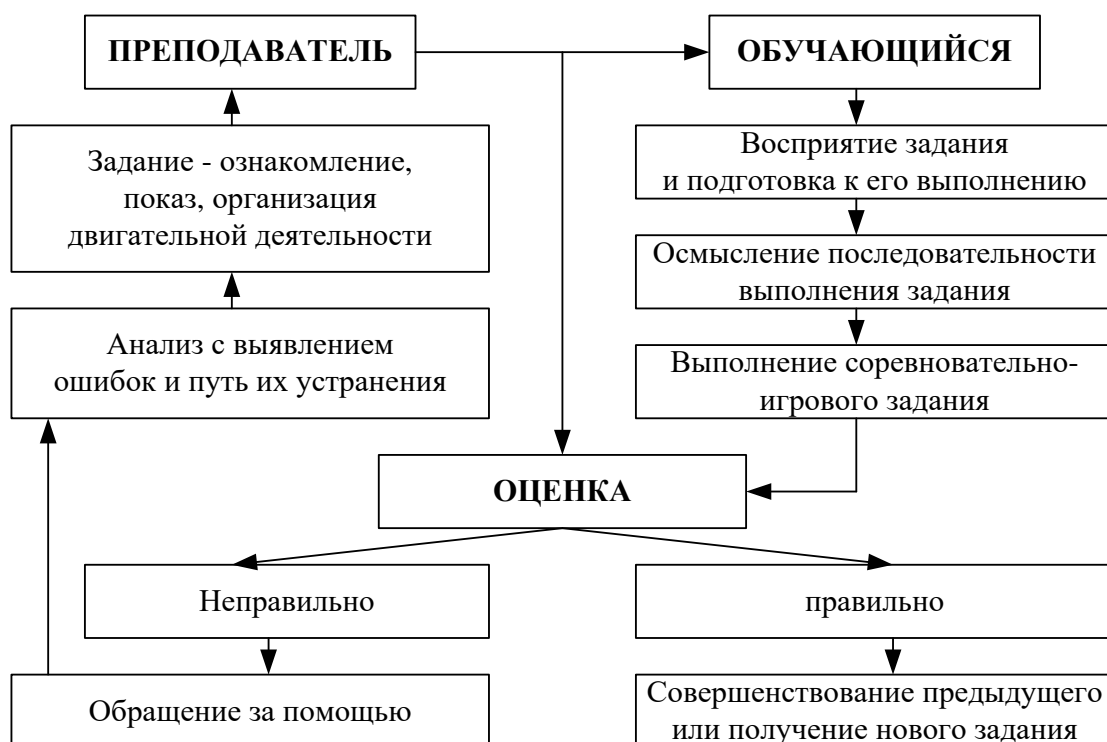 ПРЕПОДАВАТЕЛЬ
ОБУЧАЮЩИЙСЯ
Задание - ознакомление,
показ, организация
двигательной деятельности
Анализ с выявлением
ошибок и путь их устранения
Восприятие задания
и подготовка к его выполнению
Осмысление последовательности
выполнения задания
Выполнение соревновательно-
игрового задания
ОЦЕНКА
Неправильно
правильно
Обращение за помощью
Совершенствование предыдущего
или получение нового задания